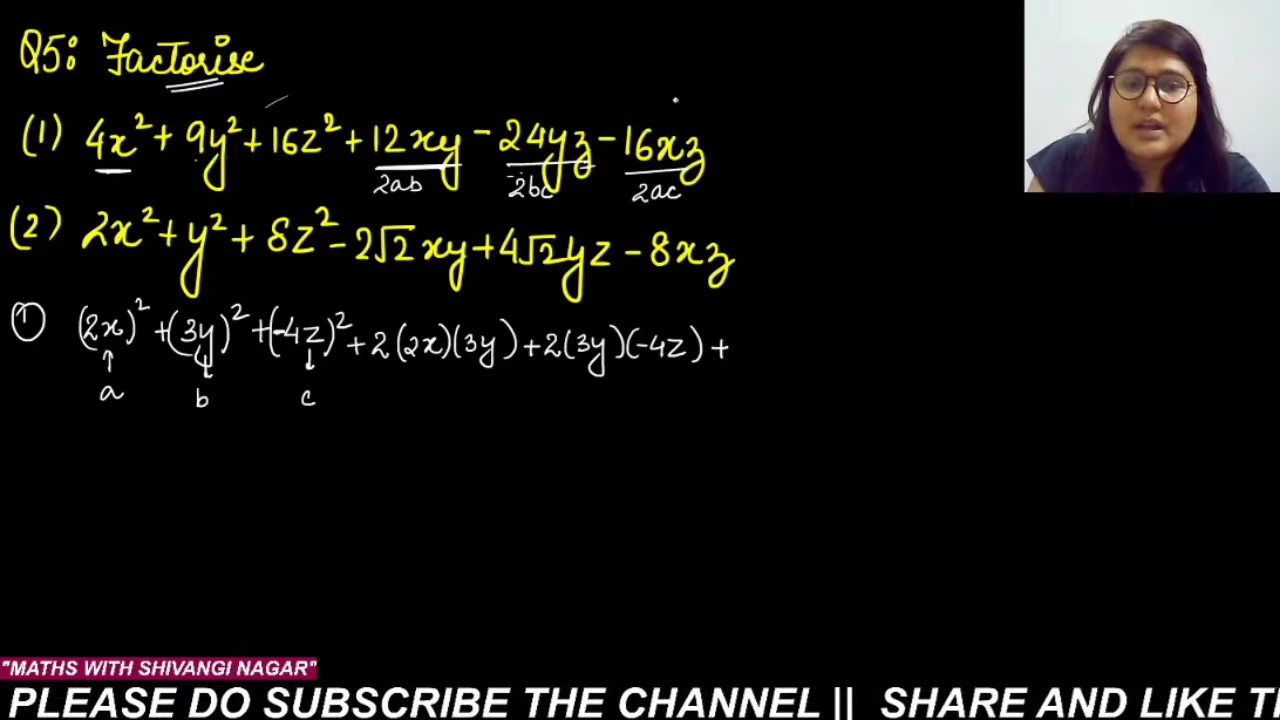 Q5: Factorise
(1) 4x² + 9y² + 16z² + 12xy - 24yz - 16xz
2ab 2bc 2ac
(2) 2x² + y² + 8z² - 2√2 xy + 4√2 yz - 8xz
① (2x)² + (3y)² + (-4z)² + 2(2x)(3y) + 2(3y)(-4z) +
a b c
"MATHS WITH SHIVANGI NAGAR"
PLEASE DO SUBSCRIBE THE CHANNEL || SHARE AND LIKE T